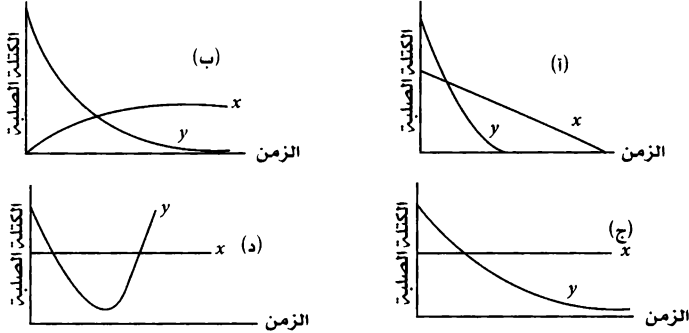 (آ)
الكتلة الصلبة
x
y
الزمن
(ب)
الكتلة الصلبة
x
y
الزمن
(ج)
الكتلة الصلبة
x
y
الزمن
(د)
الكتلة الصلبة
y
x
الزمن